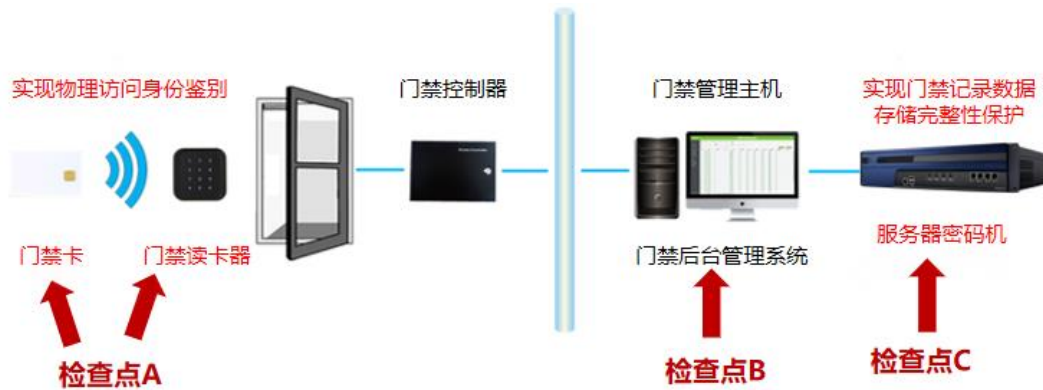 实现物理访问身份鉴别
门禁控制器
门禁管理主机
实现门禁记录数据
存储完整性保护
门禁卡
门禁读卡器
门禁后台管理系统
服务器密码机
检查点A
检查点B
检查点C